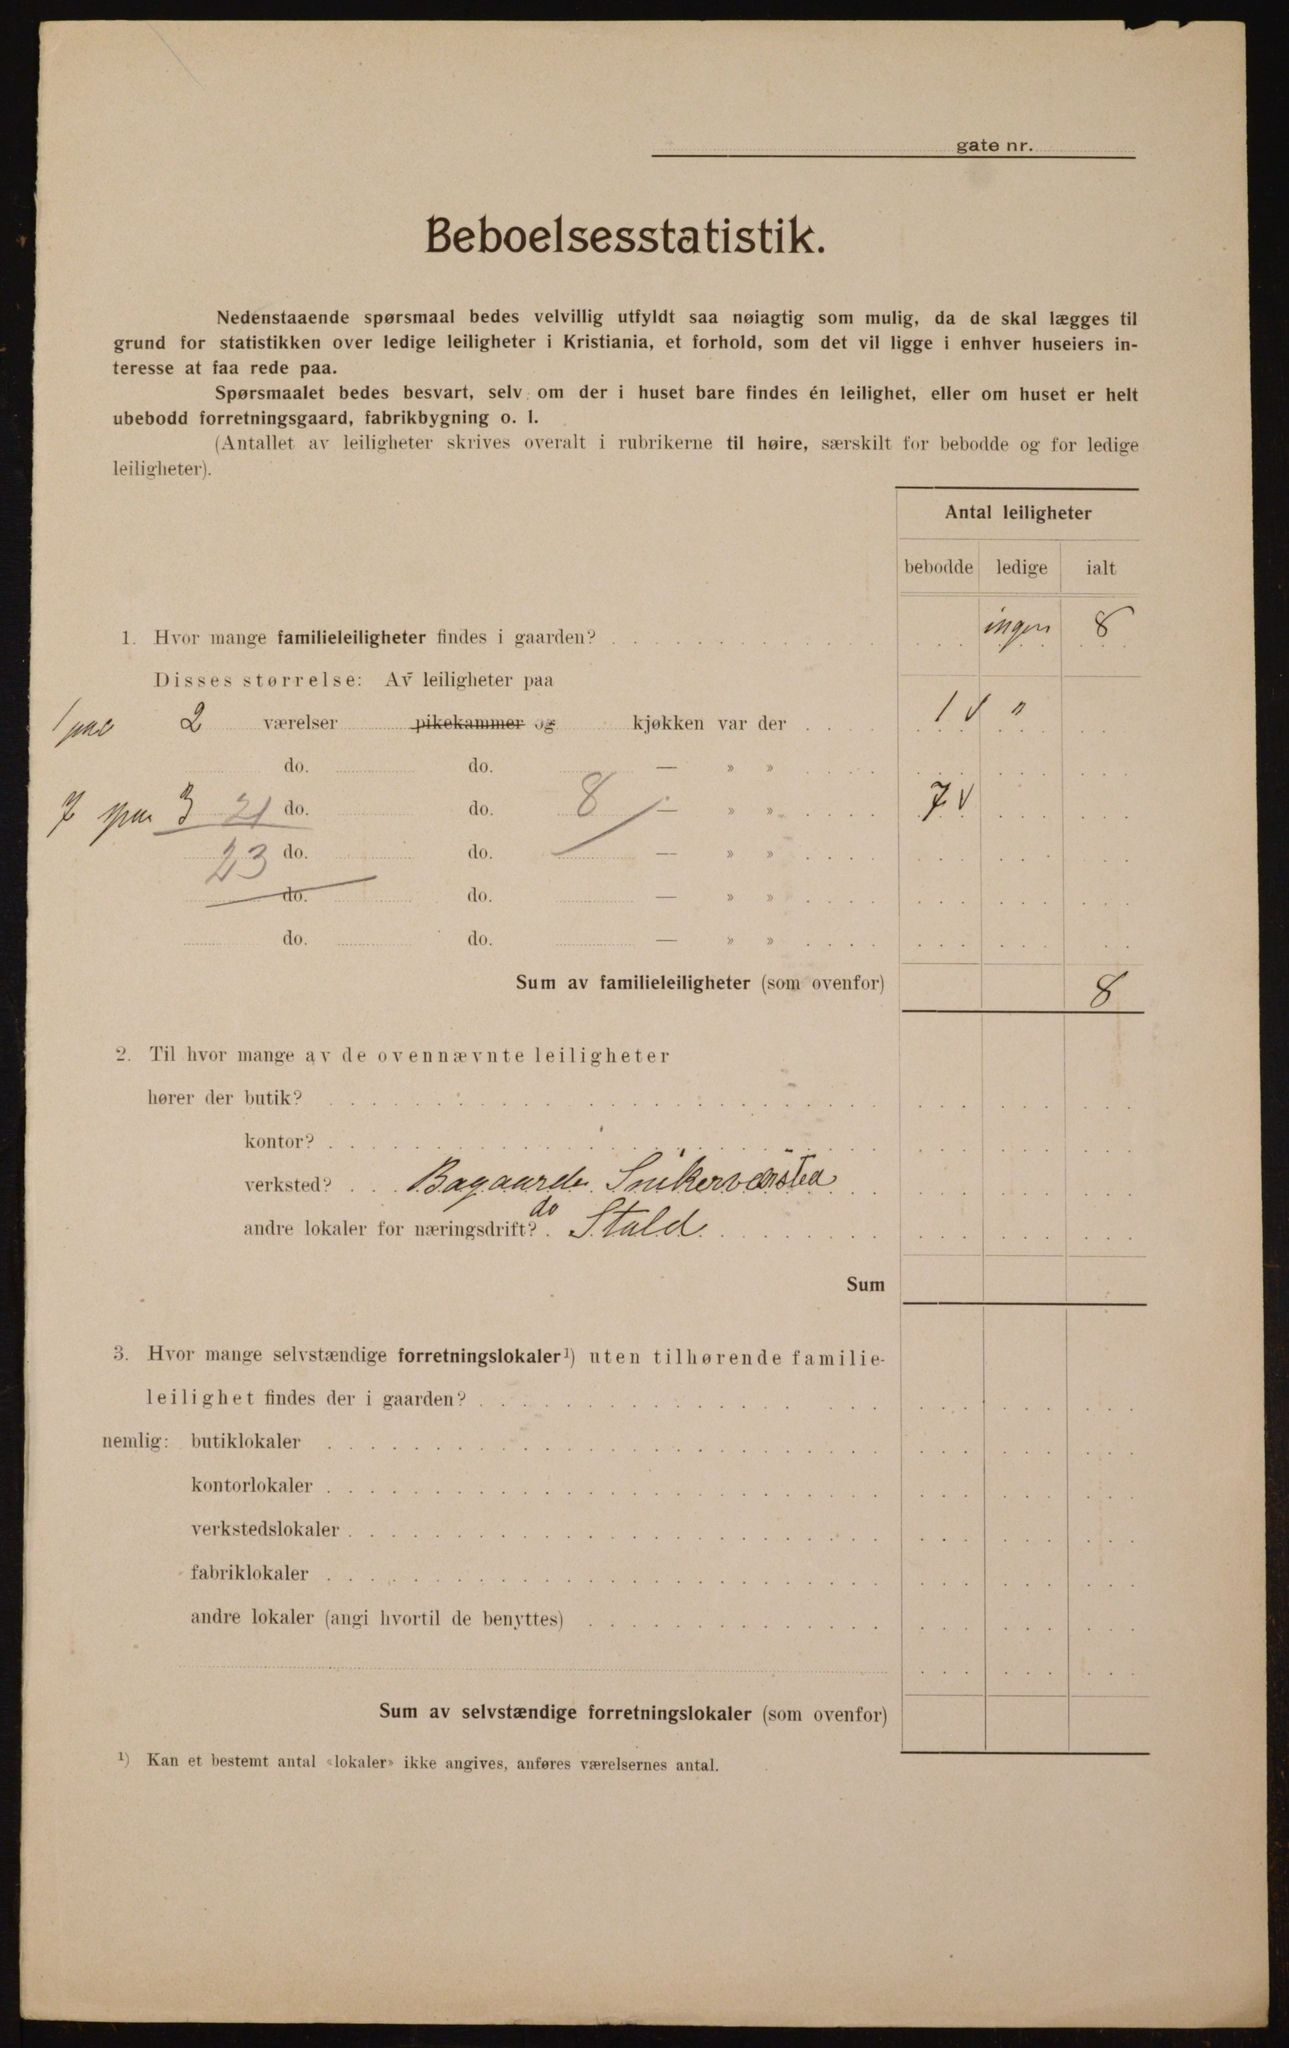 gate nr.
Beboelsesstatistik.
Nedenstaaende spørsmaal bedes velvillig utfyldt saa nøiagtig som mulig, da de skal lægges til
grund for statistikken over ledige leiligheter i Kristiania, et forhold, som det vil ligge i enhver huseiers in-
teresse at faa rede paa.
Spørsmaalet bedes besvart, selv om der i huset bare findes én leilighet, eller om huset er helt
ubebodd forretningsgaard, fabrikbygning o. l.
(Antallet av leiligheter skrives overalt i rubrikerne til høire, særskilt for bebodde og for ledige
leiligheter).
Antal leiligheter
bebodde ledige ialt
1. Hvor mange familieleiligheter findes i gaarden? ingen 8
Disses størrelse: Av leiligheter paa
1 paa 2 værelser pikekammer og kjøkken var der 1 V "
do. do. — » »
7 paa 3 21 do. do. 8 — » » 7 V
23 do. do. — » »
do. do. — » »
do. do. — » »
Sum av familieleiligheter (som ovenfor) 8
2. Til hvor mange av de ovennævnte leiligheter
hører der butik?
kontor?
verksted? Bagaarde Snikerværsted
andre lokaler for næringsdrift? do Stald
Sum
3. Hvor mange selvstændige forretningslokaler¹) uten tilhørende familie-
leilighet findes der i gaarden?
nemlig: butiklokaler
kontorlokaler
verkstedslokaler
fabriklokaler
andre lokaler (angi hvortil de benyttes)
Sum av selvstændige forretningslokaler (som ovenfor)
¹) Kan et bestemt antal «lokaler» ikke angives, anføres værelsernes antal.